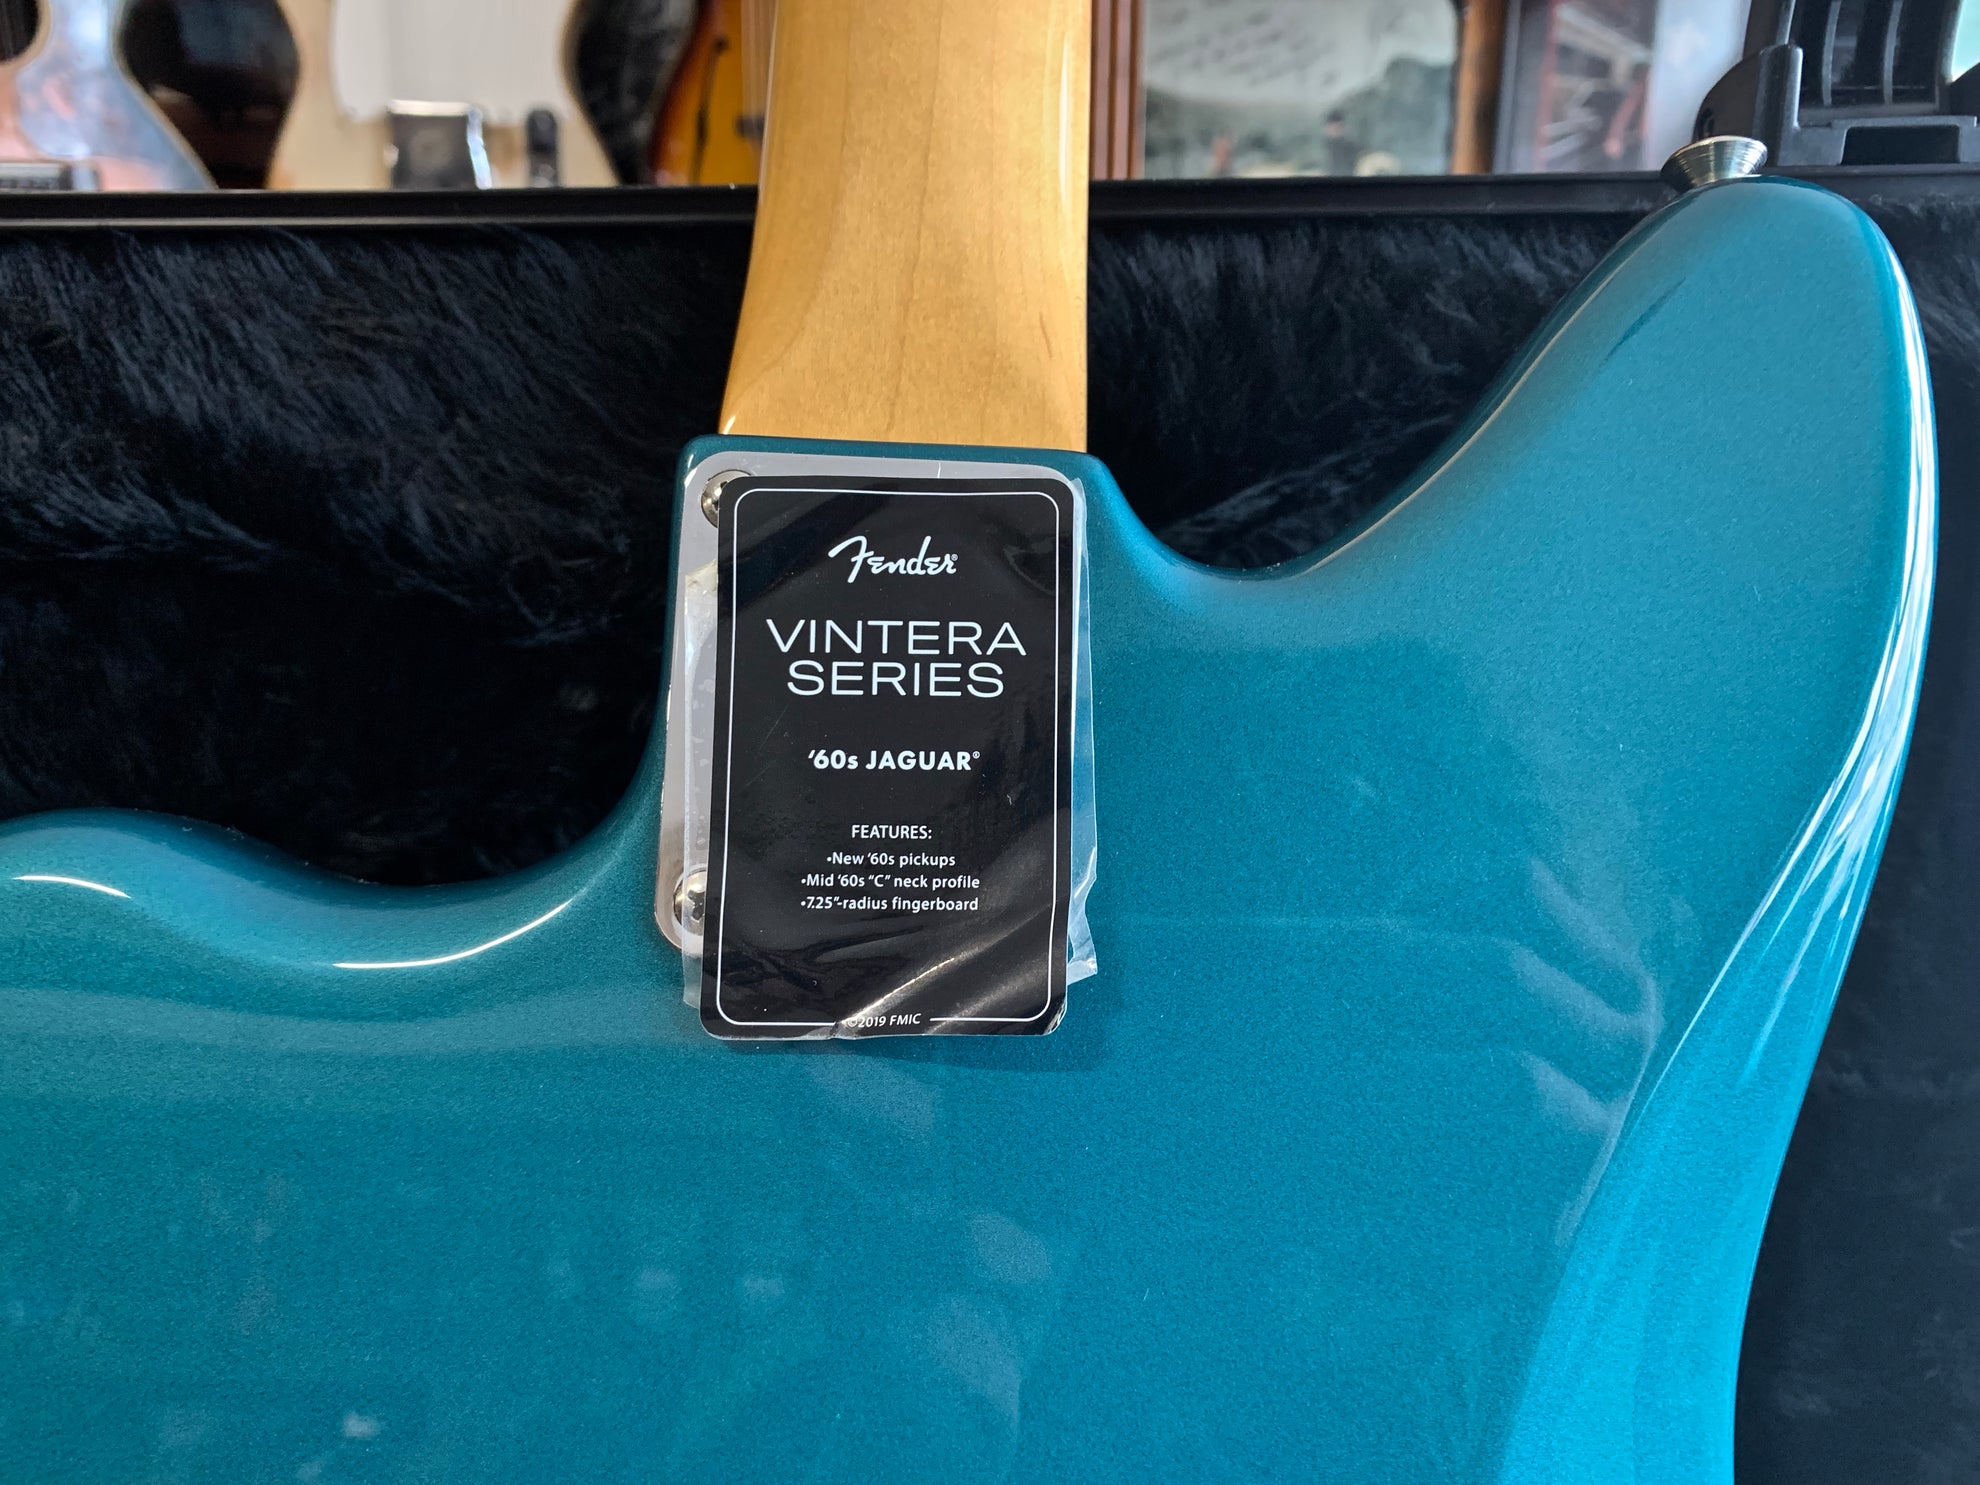 Fender®
VINTERA
SERIES
'60s JAGUAR®
FEATURES:
•New '60s pickups
•Mid '60s "C" neck profile
•7.25"-radius fingerboard
©2019 FMIC